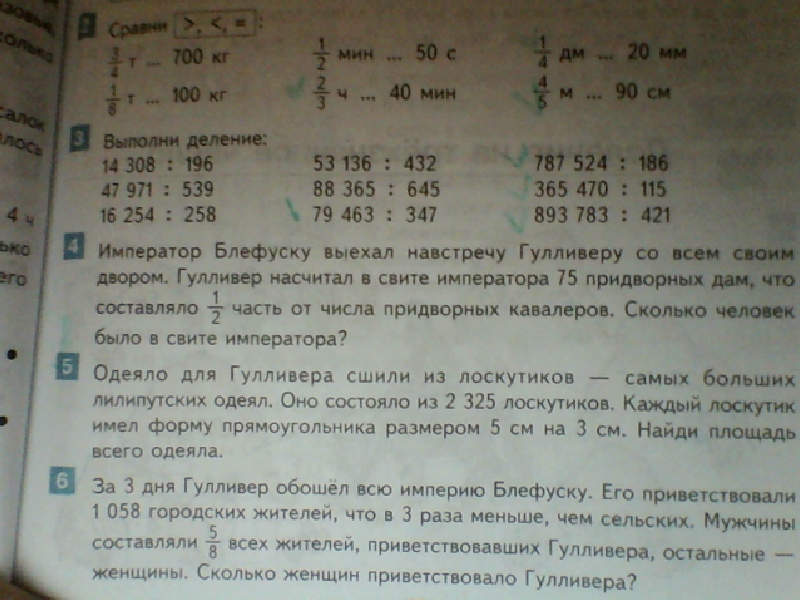 Сравни >, <, = :
3/4 т ... 700 кг 1/2 мин ... 50 с 1/4 дм ... 20 мм
1/8 т ... 100 кг 2/3 ч ... 40 мин 4/5 м ... 90 см
3 Выполни деление:
14 308 : 196 53 136 : 432 787 524 : 186
47 971 : 539 88 365 : 645 365 470 : 115
16 254 : 258 79 463 : 347 893 783 : 421
4 Император Блефуску выехал навстречу Гулливеру со всем своим
двором. Гулливер насчитал в свите императора 75 придворных дам, что
составляло 1/2 часть от числа придворных кавалеров. Сколько человек
было в свите императора?
5 Одеяло для Гулливера сшили из лоскутиков — самых больших
лилипутских одеял. Оно состояло из 2 325 лоскутиков. Каждый лоскутик
имел форму прямоугольника размером 5 см на 3 см. Найди площадь
всего одеяла.
6 За 3 дня Гулливер обошёл всю империю Блефуску. Его приветствовали
1 058 городских жителей, что в 3 раза меньше, чем сельских. Мужчины
составляли 5/8 всех жителей, приветствовавших Гулливера, остальные —
женщины. Сколько женщин приветствовало Гулливера?
4 ч